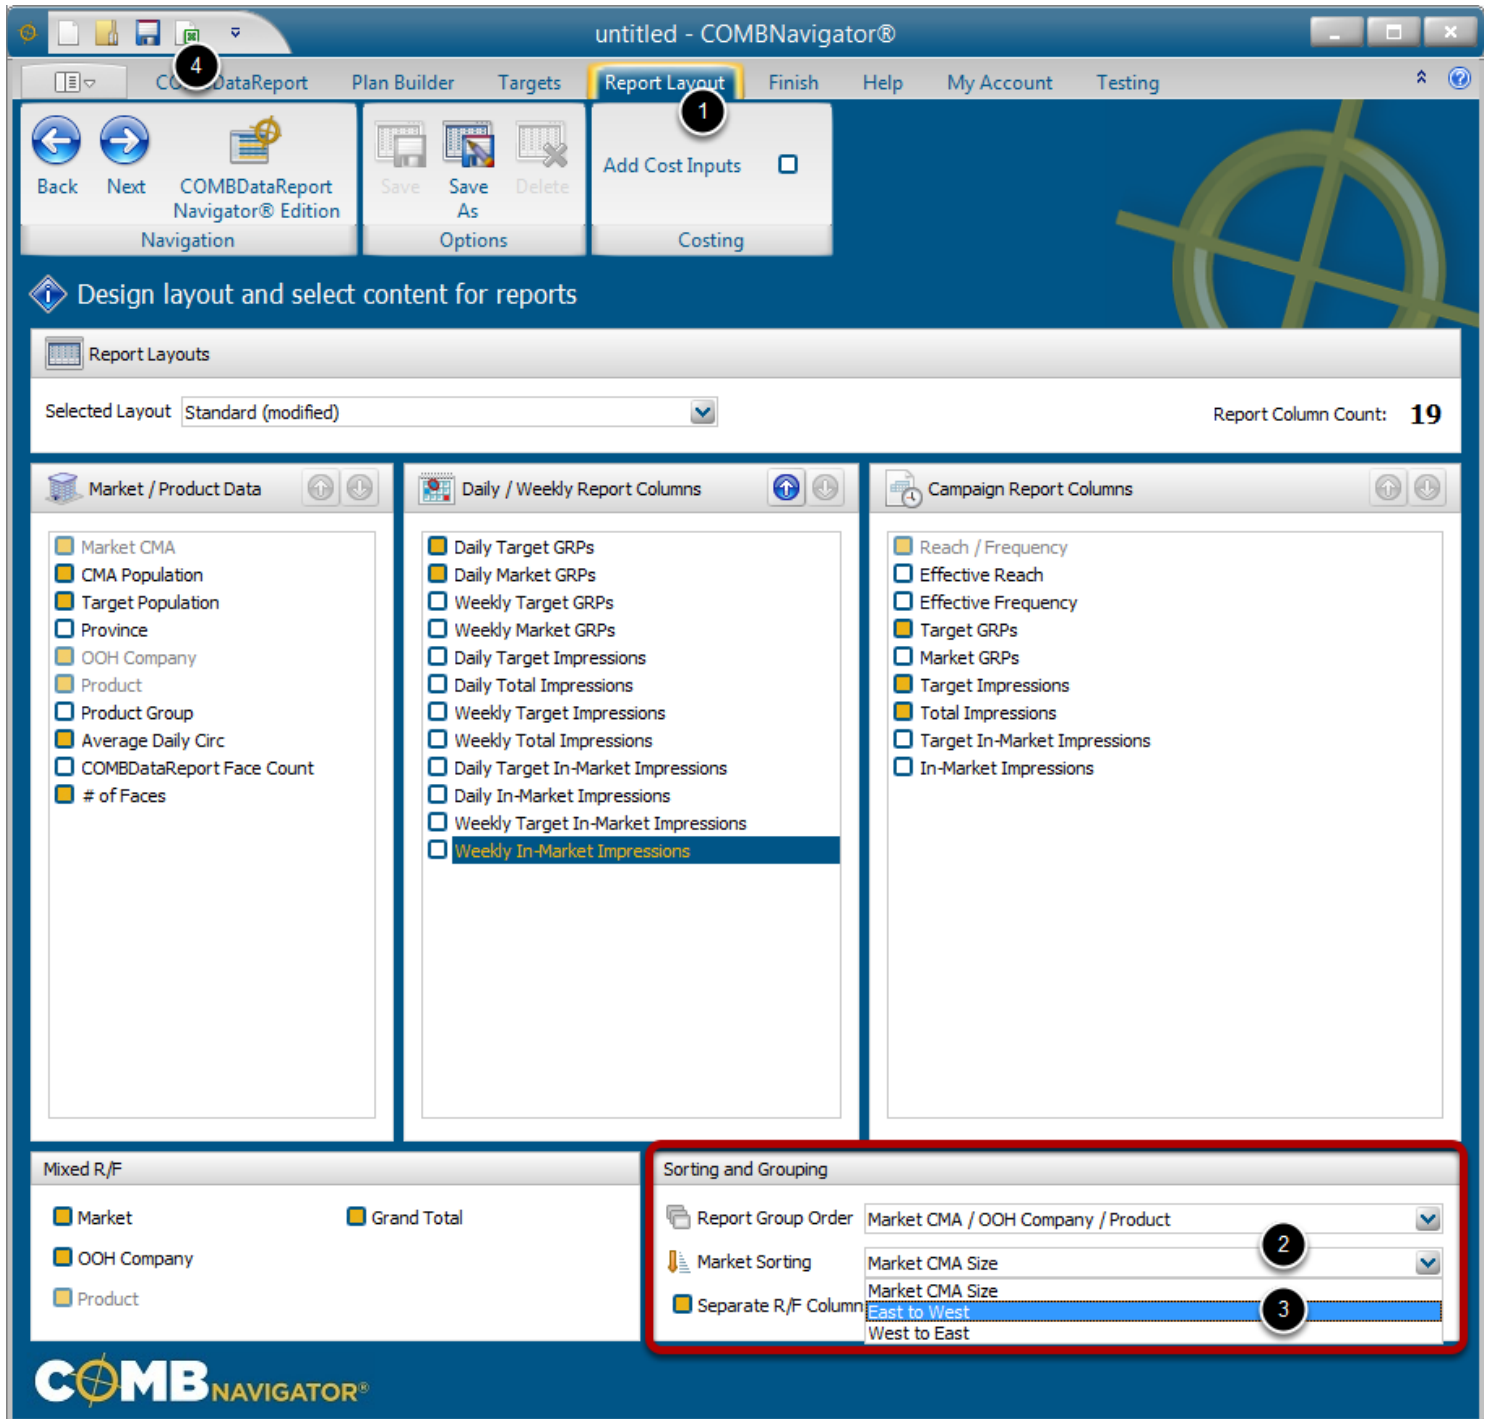 untitled - COMBNavigator®
4
COMBDataReport Plan Builder Targets Report Layout Finish Help My Account Testing
1
Back Next COMBDataReport Navigator® Edition
Save Save As Delete
Add Cost Inputs
Navigation Options Costing
Design layout and select content for reports
Report Layouts
Selected Layout Standard (modified) Report Column Count: 19
Market / Product Data
Market CMA
CMA Population
Target Population
Province
OOH Company
Product
Product Group
Average Daily Circ
COMBDataReport Face Count
# of Faces
Daily / Weekly Report Columns
Daily Target GRPs
Daily Market GRPs
Weekly Target GRPs
Weekly Market GRPs
Daily Target Impressions
Daily Total Impressions
Weekly Target Impressions
Weekly Total Impressions
Daily Target In-Market Impressions
Daily In-Market Impressions
Weekly Target In-Market Impressions
Weekly In-Market Impressions
Campaign Report Columns
Reach / Frequency
Effective Reach
Effective Frequency
Target GRPs
Market GRPs
Target Impressions
Total Impressions
Target In-Market Impressions
In-Market Impressions
Mixed R/F
Market Grand Total
OOH Company
Product
Sorting and Grouping
Report Group Order Market CMA / OOH Company / Product
2
Market Sorting Market CMA Size
Market CMA Size
Separate R/F Column East to West 3
West to East
COMBNAVIGATOR®